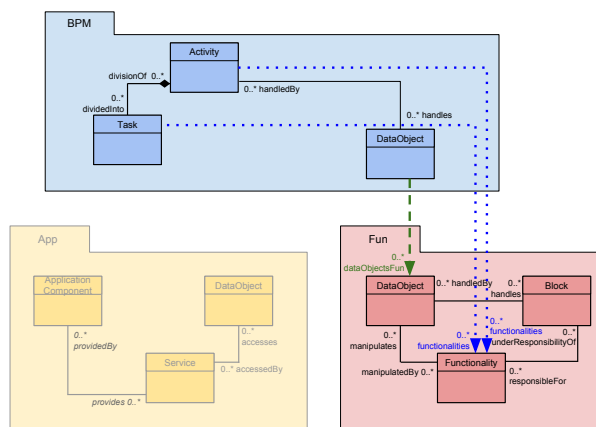 BPM
Activity
divisionOf 0..*
0..* handledBy
0..*
dividedInto
0..* handles
Task
DataObject
App
Fun
Application
Component
DataObject
0..*
dataObjectsFun
DataObject
0..* handledBy
0..*
handles
Block
0..*
providedBy
0..*
accesses
0..*
manipulates
0..*
functionalities
0..*
functionalities
0..*
underResponsibilityOf
Service
0..* accessedBy
Functionality
manipulatedBy 0..*
0..*
responsibleFor
provides 0..*